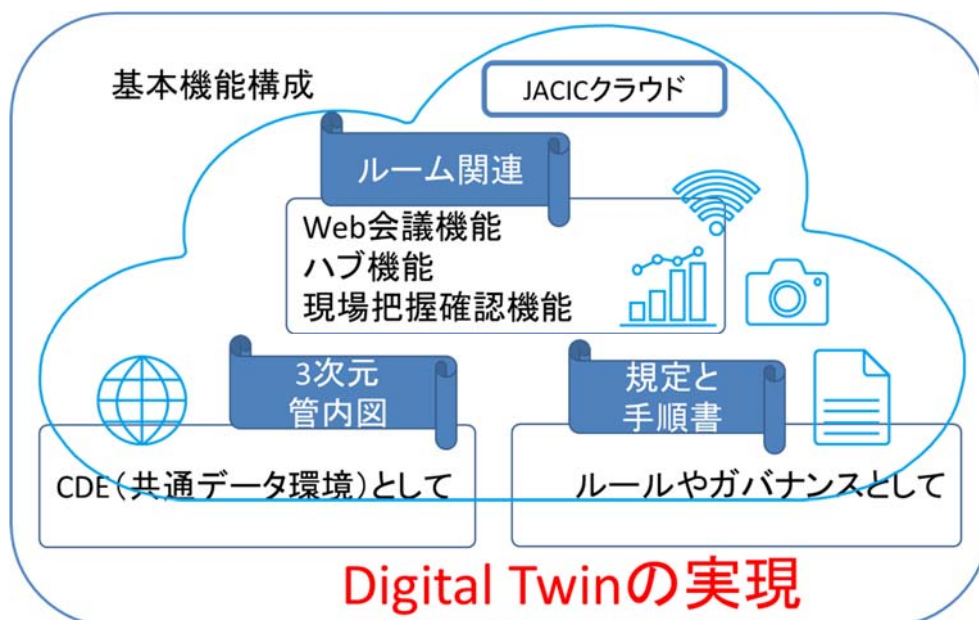 基本機能構成
JACICクラウド
ルーム関連
Web会議機能
ハブ機能
現場把握確認機能
3次元
管内図
CDE(共通データ環境)として
規定と
手順書
ルールやガバナンスとして
Digital Twinの実現